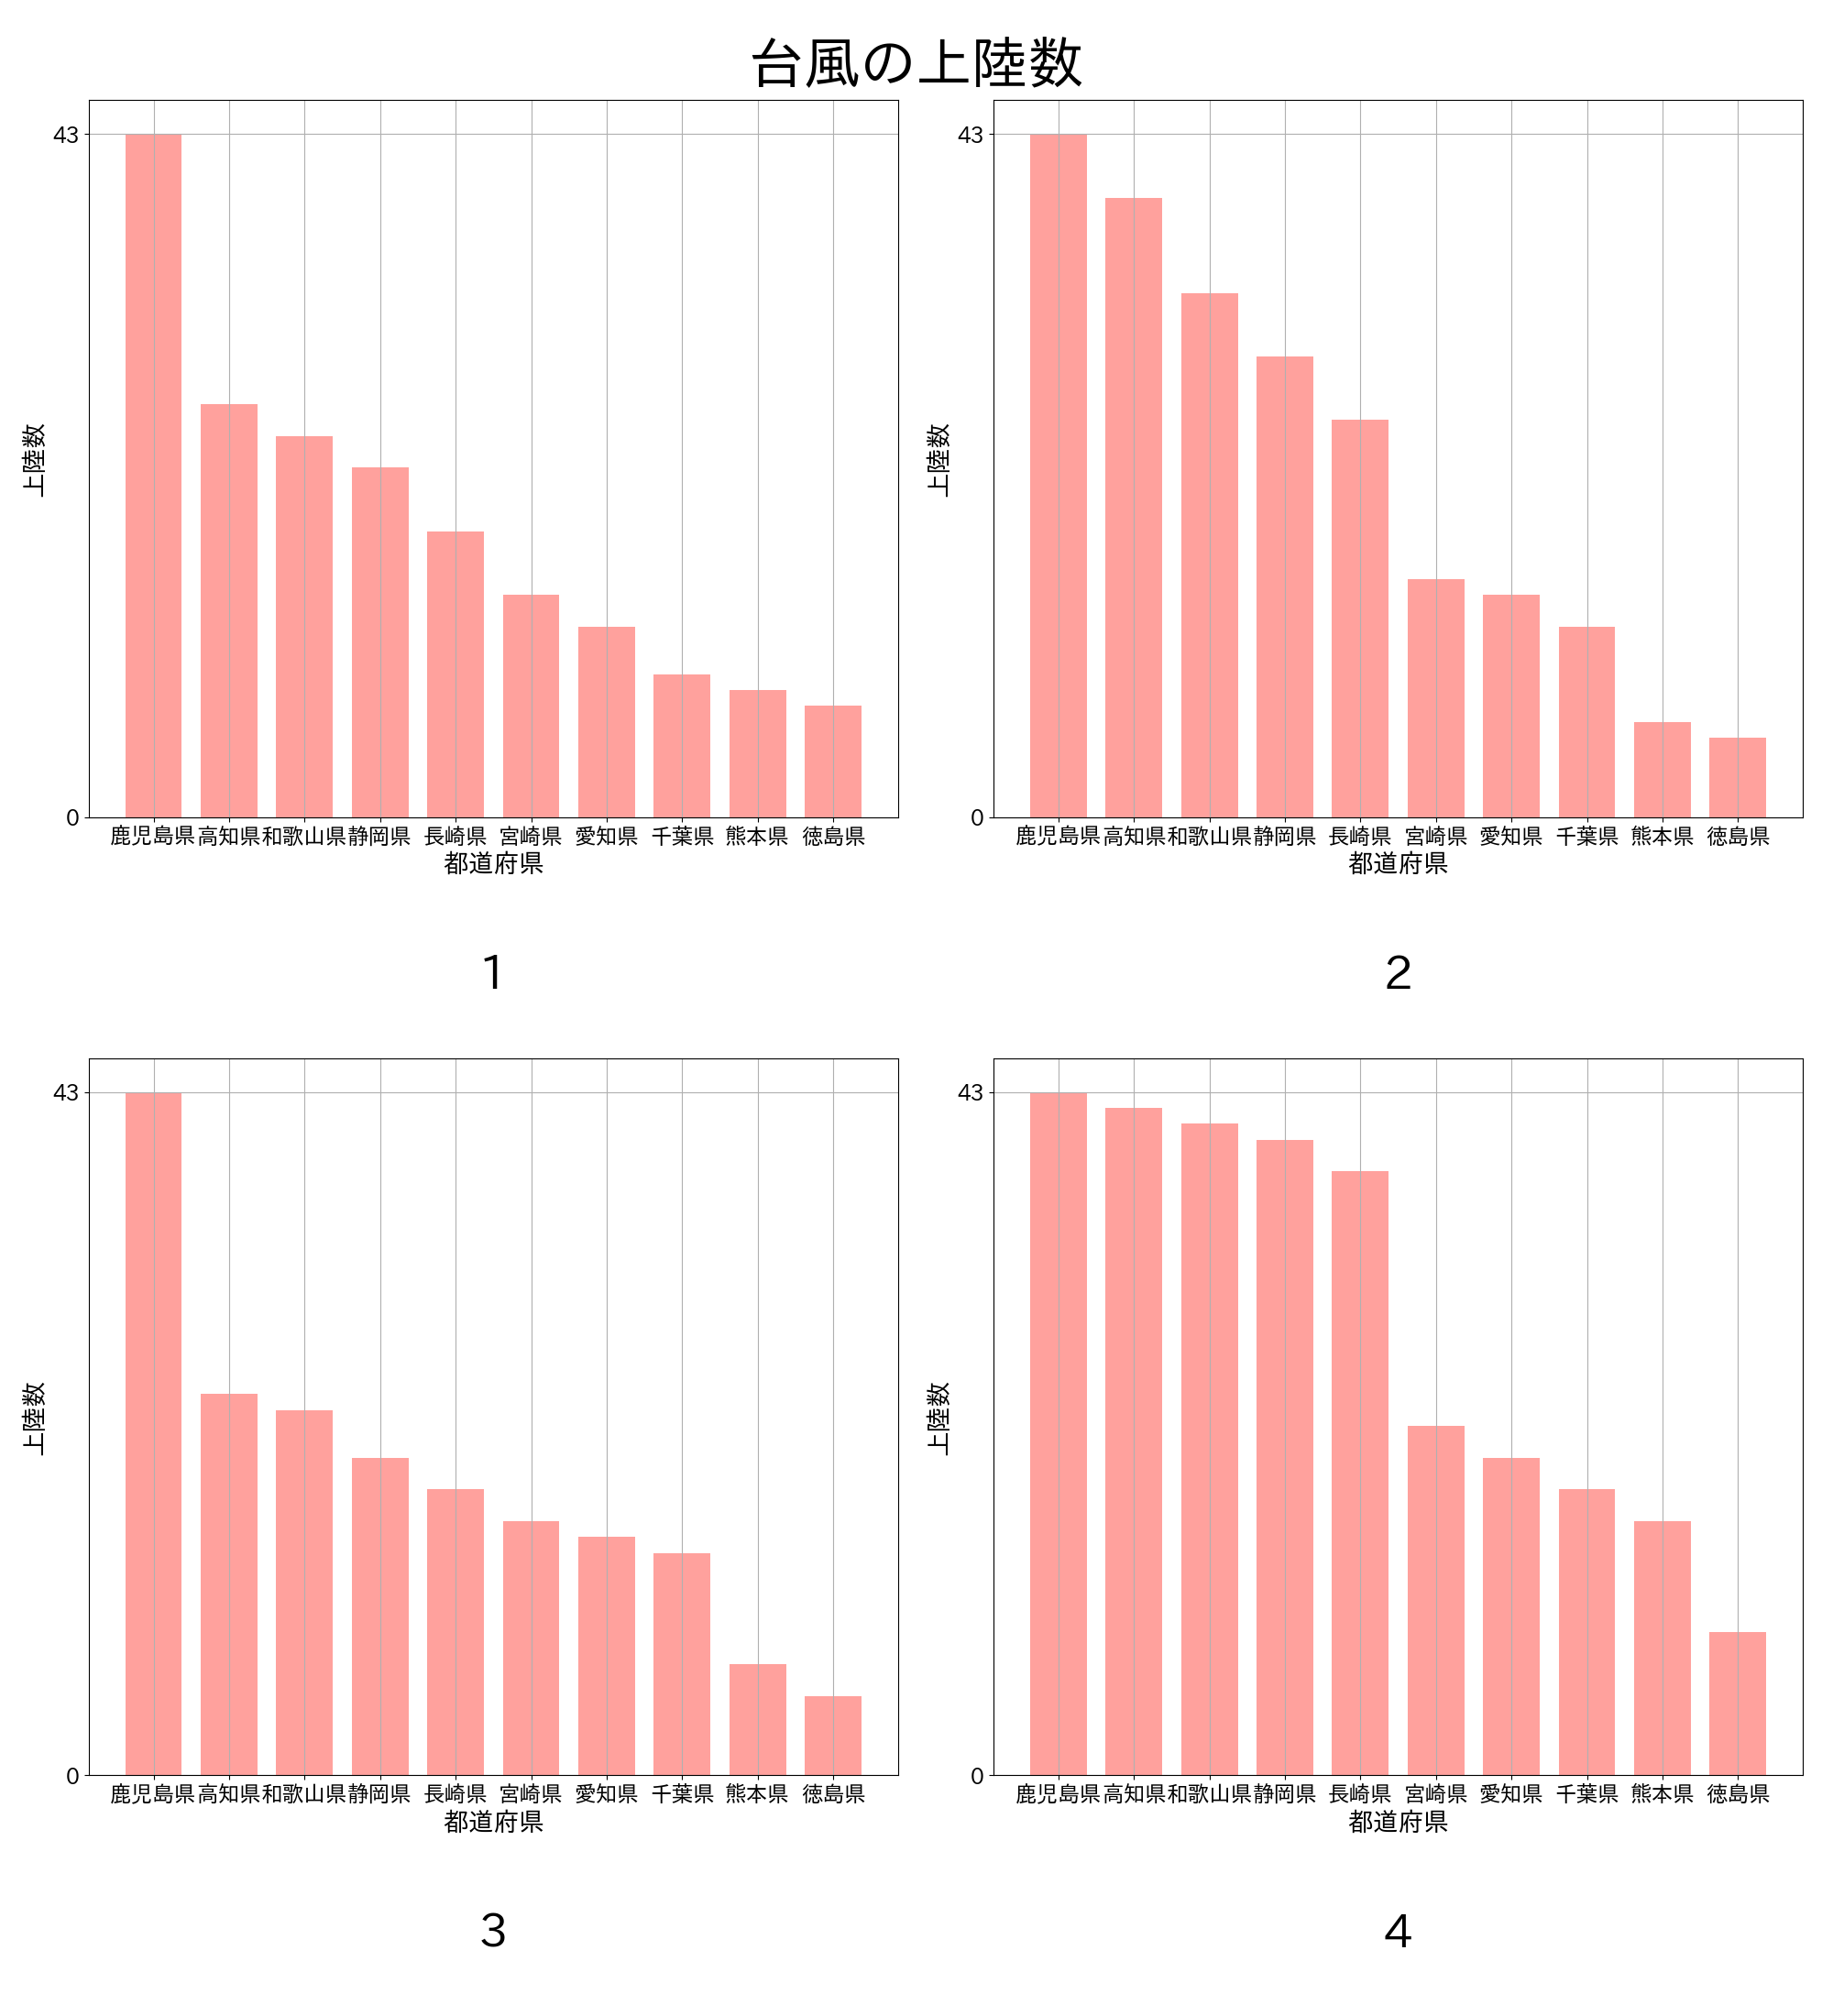 台風の上陸数
43
上陸数
0
鹿児島県 高知県 和歌山県 静岡県 長崎県 宮崎県 愛知県 千葉県 熊本県 徳島県
都道府県
1
43
上陸数
0
鹿児島県 高知県 和歌山県 静岡県 長崎県 宮崎県 愛知県 千葉県 熊本県 徳島県
都道府県
2
43
上陸数
0
鹿児島県 高知県 和歌山県 静岡県 長崎県 宮崎県 愛知県 千葉県 熊本県 徳島県
都道府県
3
43
上陸数
0
鹿児島県 高知県 和歌山県 静岡県 長崎県 宮崎県 愛知県 千葉県 熊本県 徳島県
都道府県
4